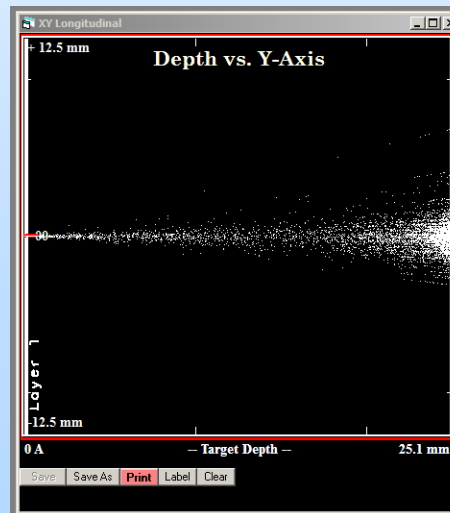 XY Longitudinal
+ 12.5 mm
Depth vs. Y-Axis
00
Layer 1
-12.5 mm
0 A -- Target Depth -- 25.1 mm
Save Save As Print Label Clear